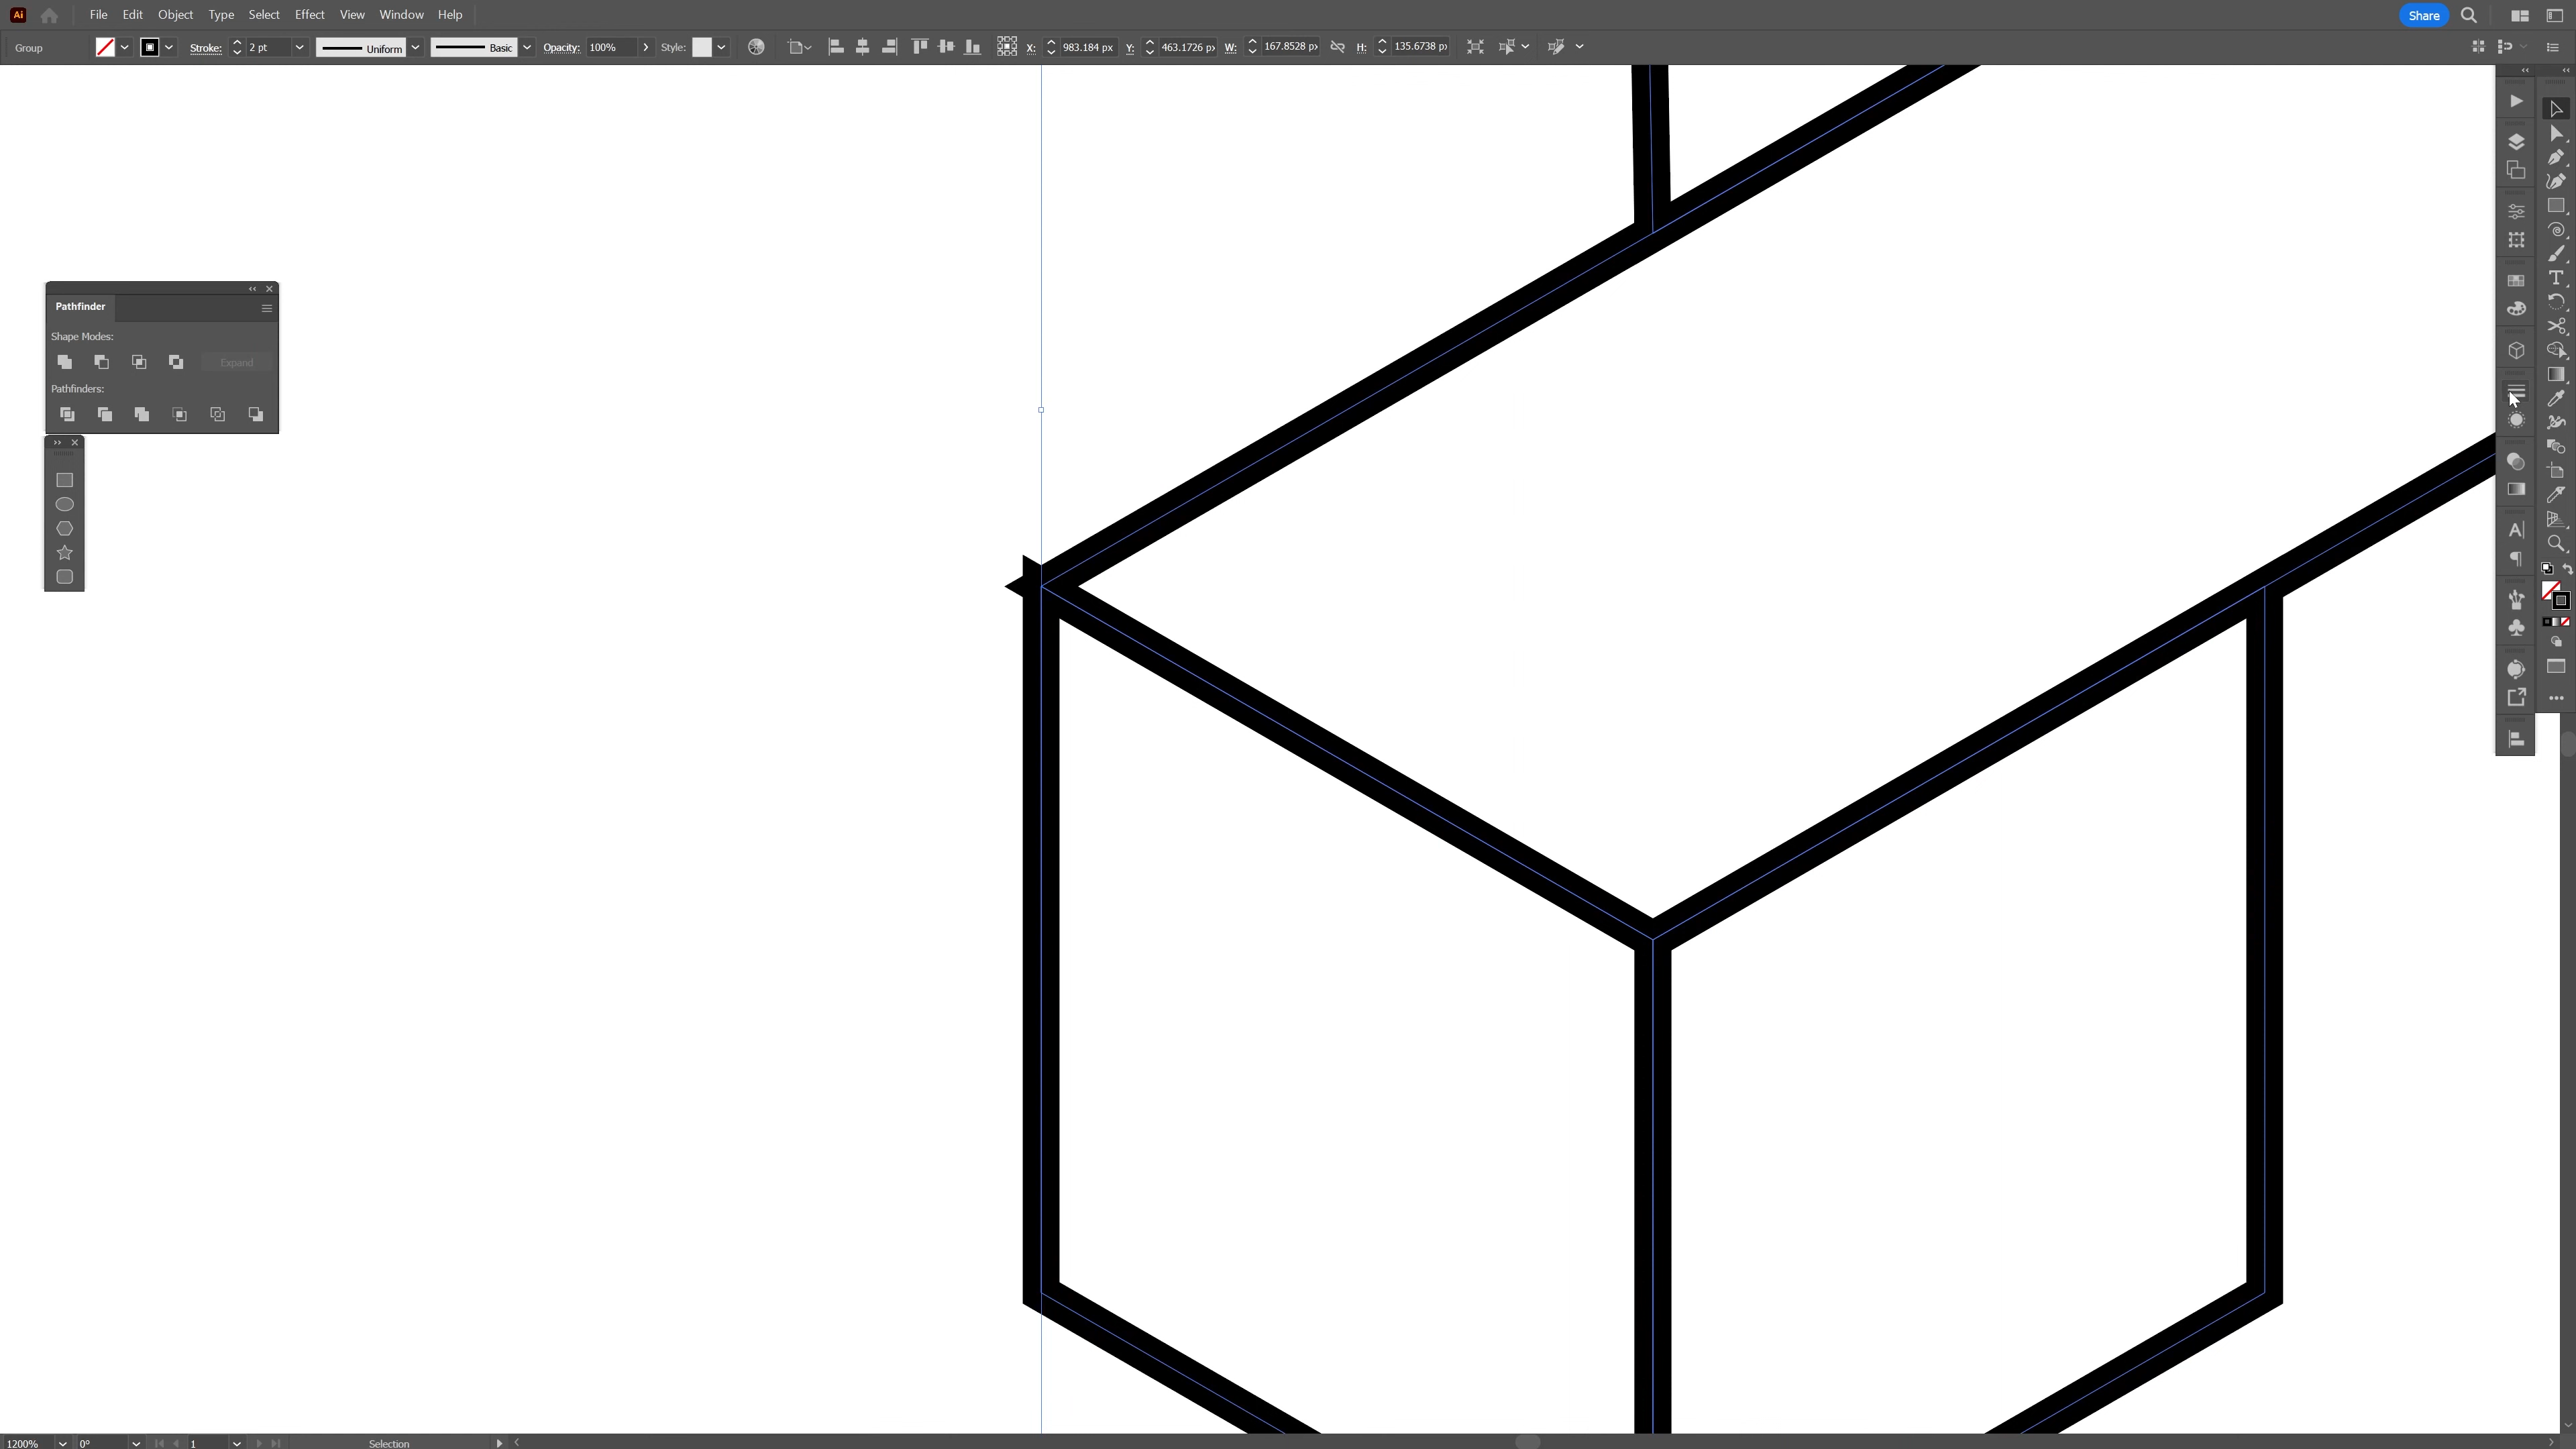 Ai File Edit Object Type Select Effect View Window Help Share
Group Stroke: 2 pt Uniform Basic Opacity: 100% Style: X: 983.184 px Y: 463.1726 px W: 167.8528 px H: 135.6738 px
Pathfinder
Shape Modes:
Expand
Pathfinders:
1200% 0° 1 Selection